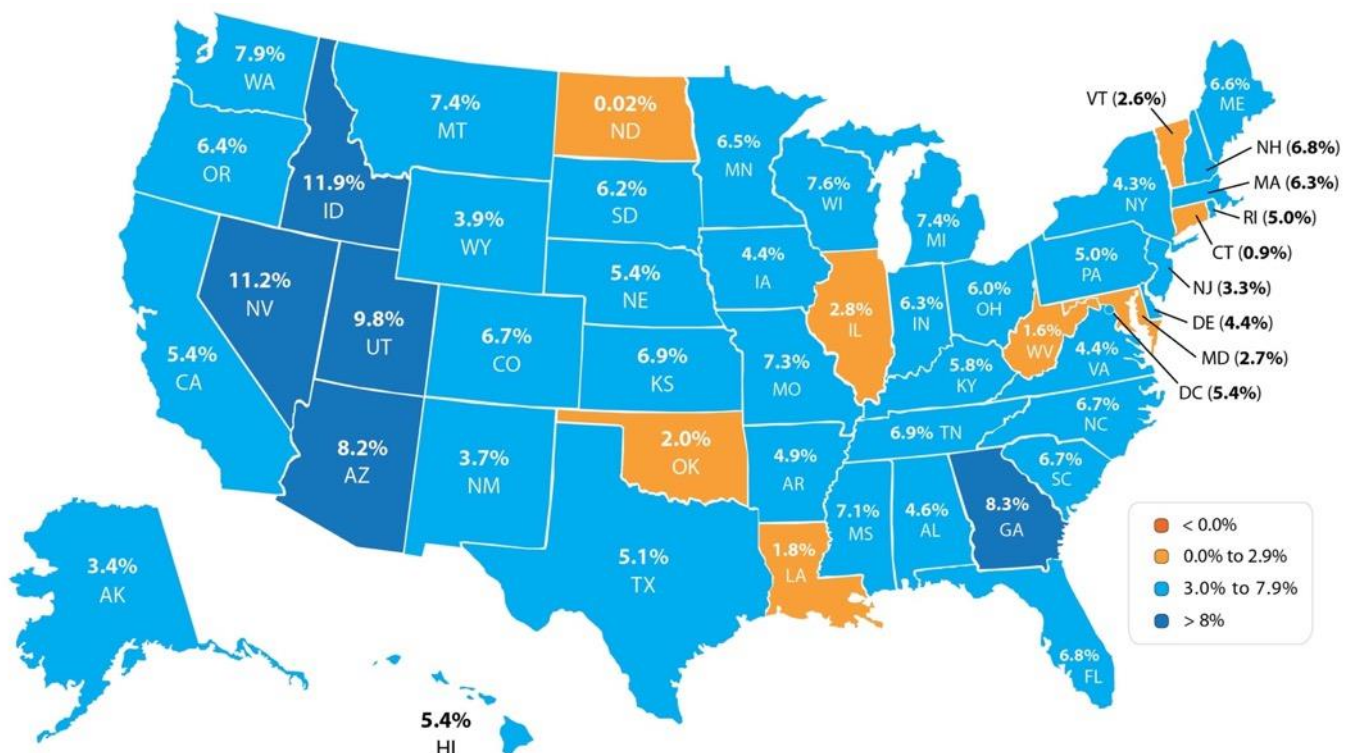 7.9%
WA
7.4%
MT
0.02%
ND
6.5%
MN
6.4%
OR
11.9%
ID
3.9%
WY
6.2%
SD
7.6%
WI
7.4%
MI
5.4%
NE
4.4%
IA
11.2%
NV
9.8%
UT
6.7%
CO
6.9%
KS
7.3%
MO
2.8%
IL
6.3%
IN
6.0%
OH
5.8%
KY
1.6%
WV
4.4%
VA
5.0%
PA
4.3%
NY
6.6%
ME
VT (2.6%)
NH (6.8%)
MA (6.3%)
RI (5.0%)
CT (0.9%)
NJ (3.3%)
DE (4.4%)
MD (2.7%)
DC (5.4%)
5.4%
CA
8.2%
AZ
3.7%
NM
2.0%
OK
4.9%
AR
6.9% TN
6.7%
NC
6.7%
SC
5.1%
TX
1.8%
LA
7.1%
MS
4.6%
AL
8.3%
GA
6.8%
FL
3.4%
AK
5.4%
HI
< 0.0%
0.0% to 2.9%
3.0% to 7.9%
> 8%